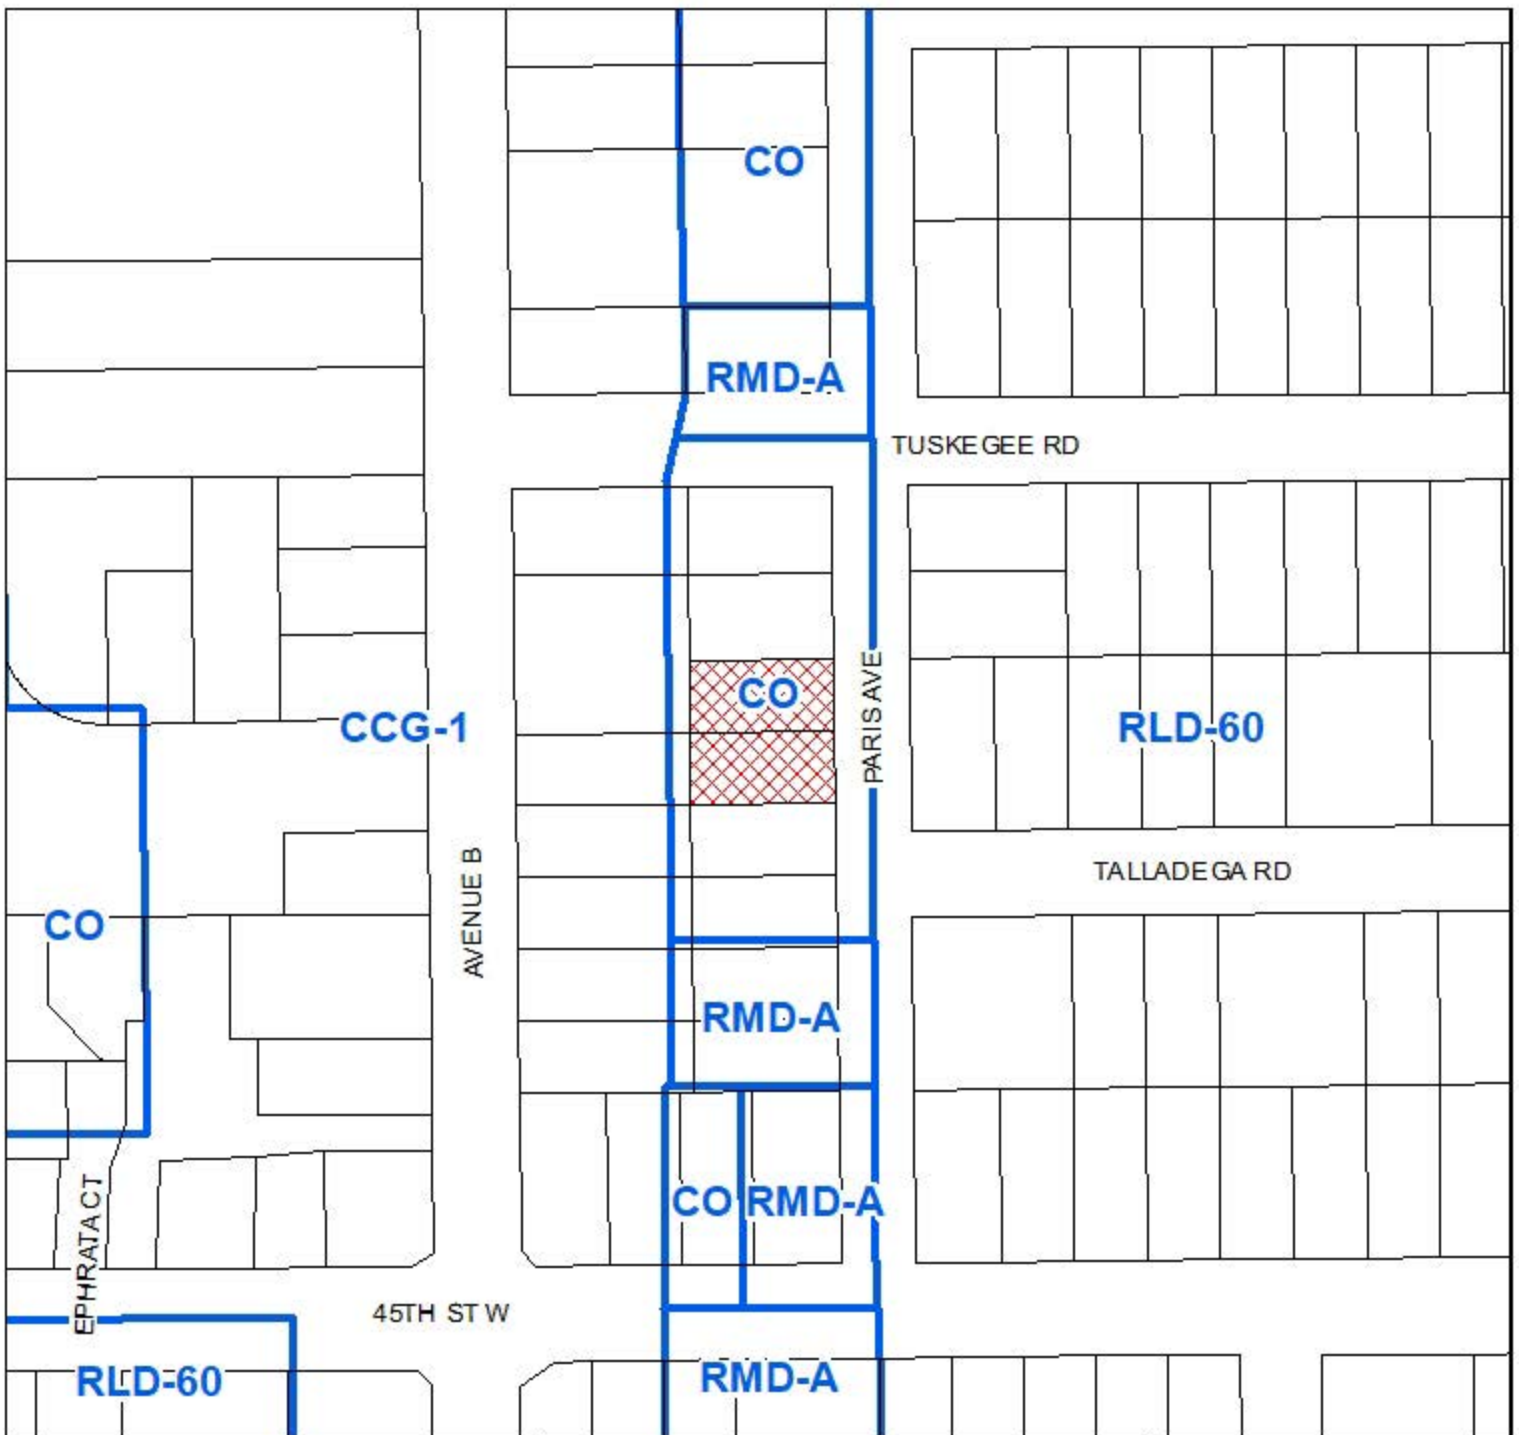 CO
RMD-A
TUSKEGEE RD
CO
PARIS AVE
CCG-1
RLD-60
AVENUE B
TALLADEGA RD
CO
RMD-A
CO RMD-A
EPHRATA CT
45TH ST W
RLD-60
RMD-A